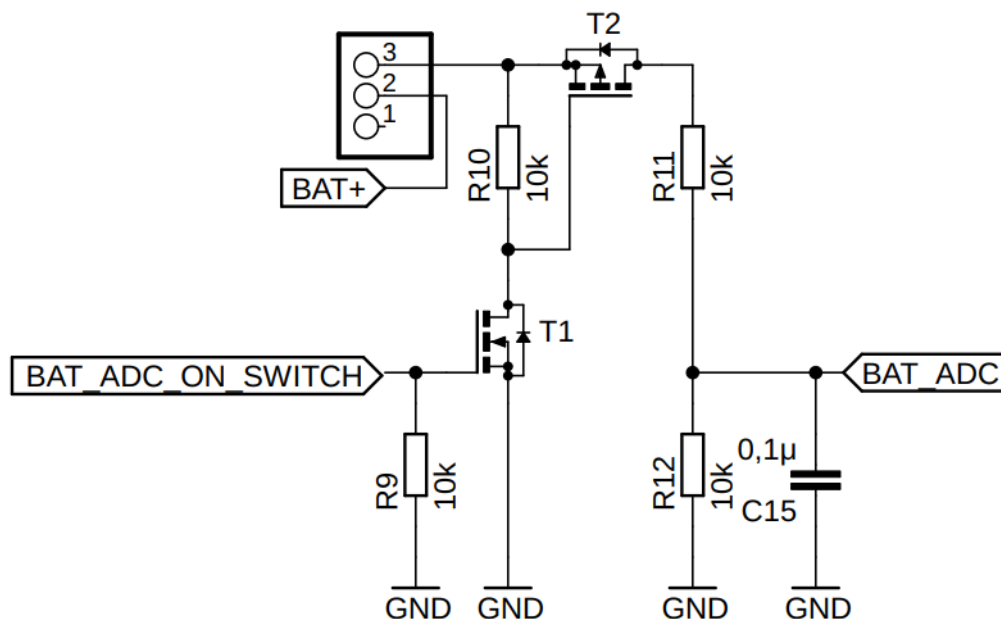 T2
3
2
1
BAT+
R10
10k
R11
10k
T1
BAT_ADC_ON_SWITCH
BAT_ADC
R9
10k
R12
10k
0,1µ
C15
GND
GND
GND
GND